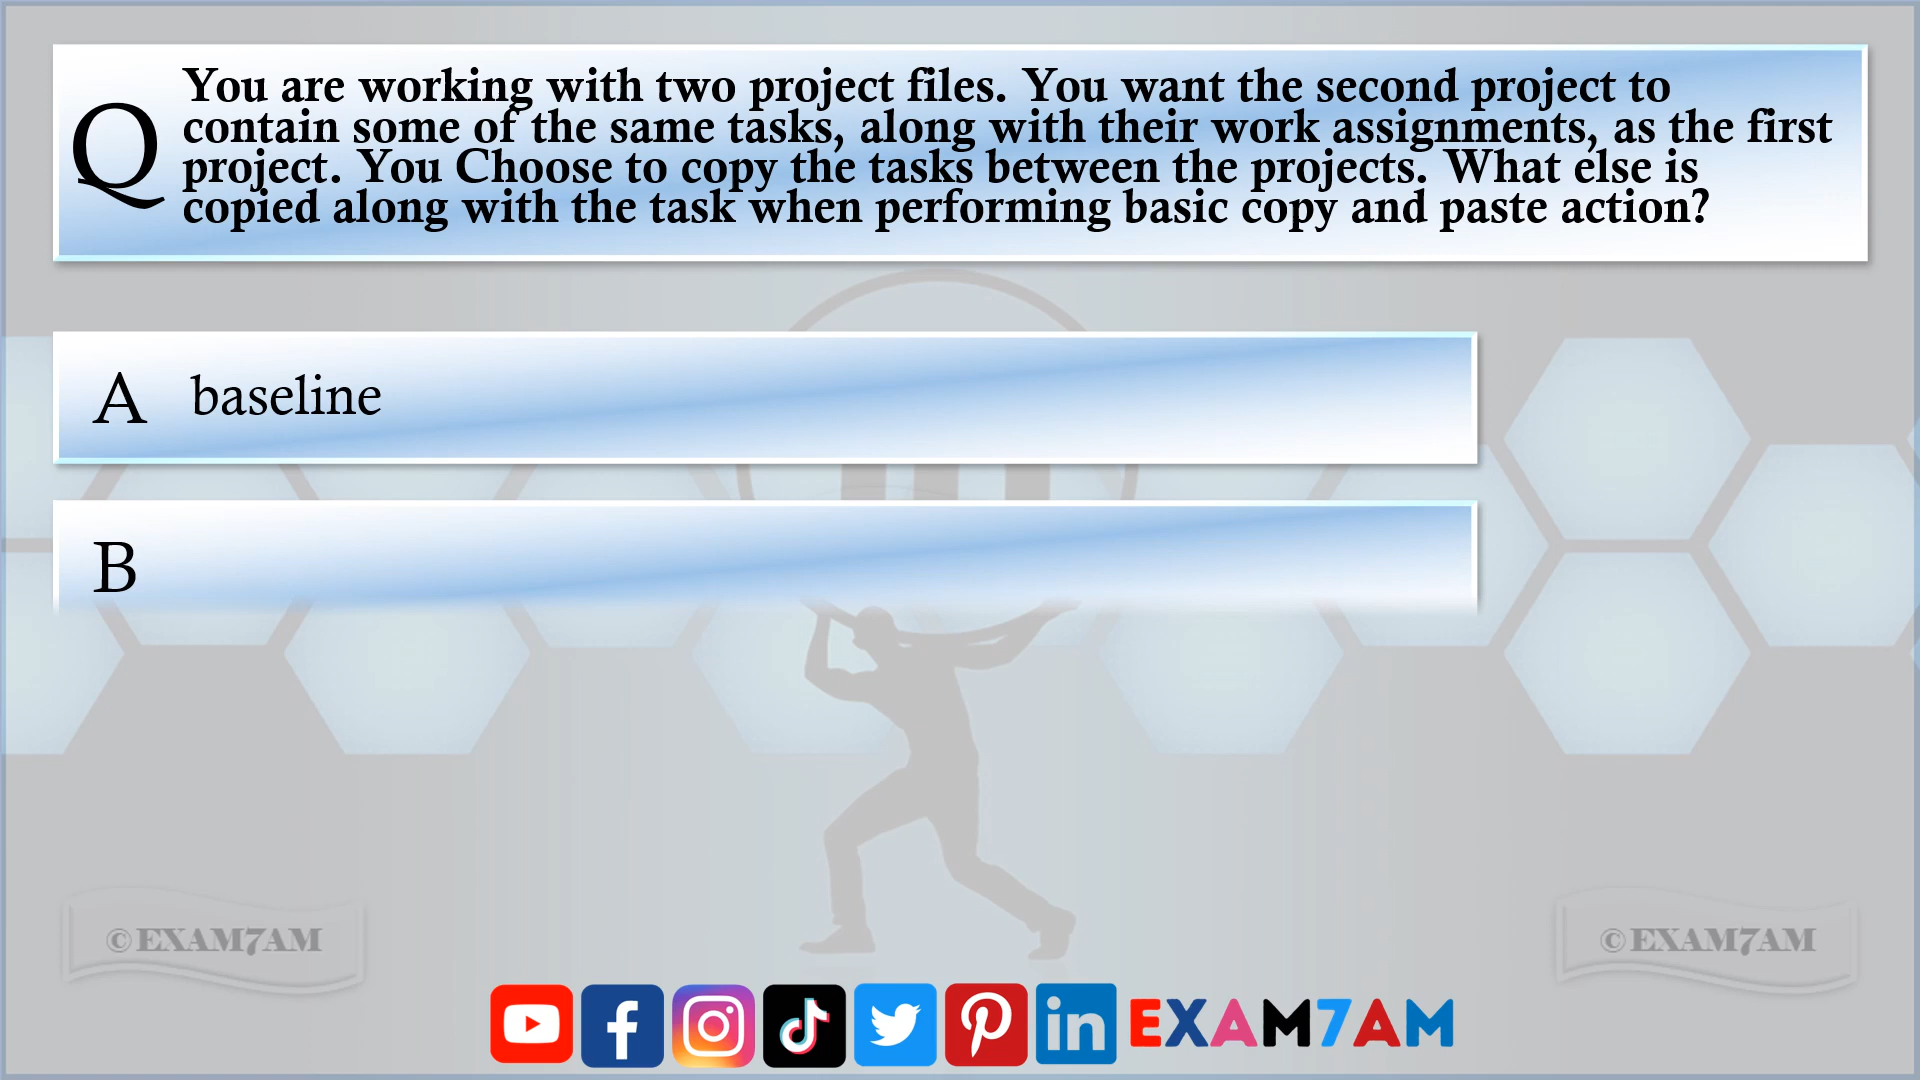 Q
You are working with two project files. You want the second project to
contain some of the same tasks, along with their work assignments, as the first
project. You Choose to copy the tasks between the projects. What else is
copied along with the task when performing basic copy and paste action?
A baseline
B
©EXAM7AM
©EXAM7AM
in EXAM7AM